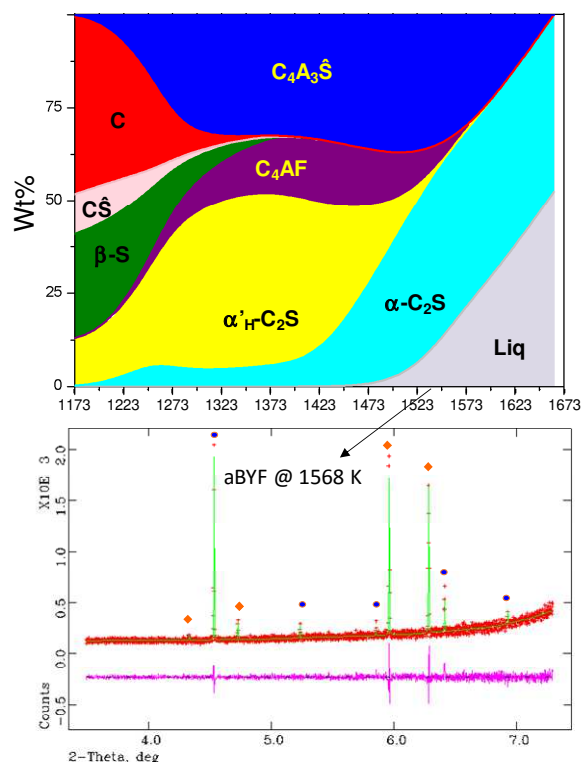 C₄A₃Ŝ
75
C
C₄AF
Wt%
50
CŜ
β-S
25
α'H-C₂S
α-C₂S
Liq
0
1173 1223 1273 1323 1373 1423 1473 1523 1573 1623 1673
aBYF @ 1568 K
X10E 3
2.0
1.5
1.0
0.5
0.0
-0.5
Counts
4.0 5.0 6.0 7.0
2-Theta, deg